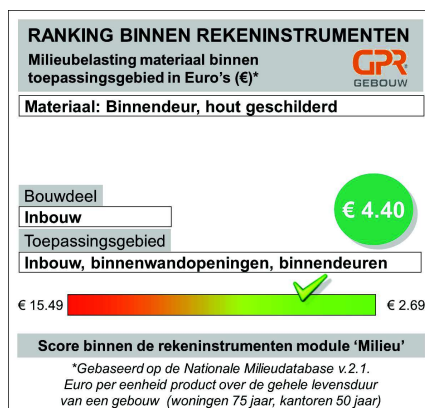 RANKING BINNEN REKENINSTRUMENTEN
Milieubelasting materiaal binnen
toepassingsgebied in Euro's (€)*
GPR
GEBOUW
Materiaal: Binnendeur, hout geschilderd
Bouwdeel
Inbouw
€ 4.40
Toepassingsgebied
Inbouw, binnenwandopeningen, binnendeuren
€ 15.49
€ 2.69
Score binnen de rekeninstrumenten module ‘Milieu’
*Gebaseerd op de Nationale Milieudatabase v.2.1.
Euro per eenheid product over de gehele levensduur
van een gebouw (woningen 75 jaar, kantoren 50 jaar)